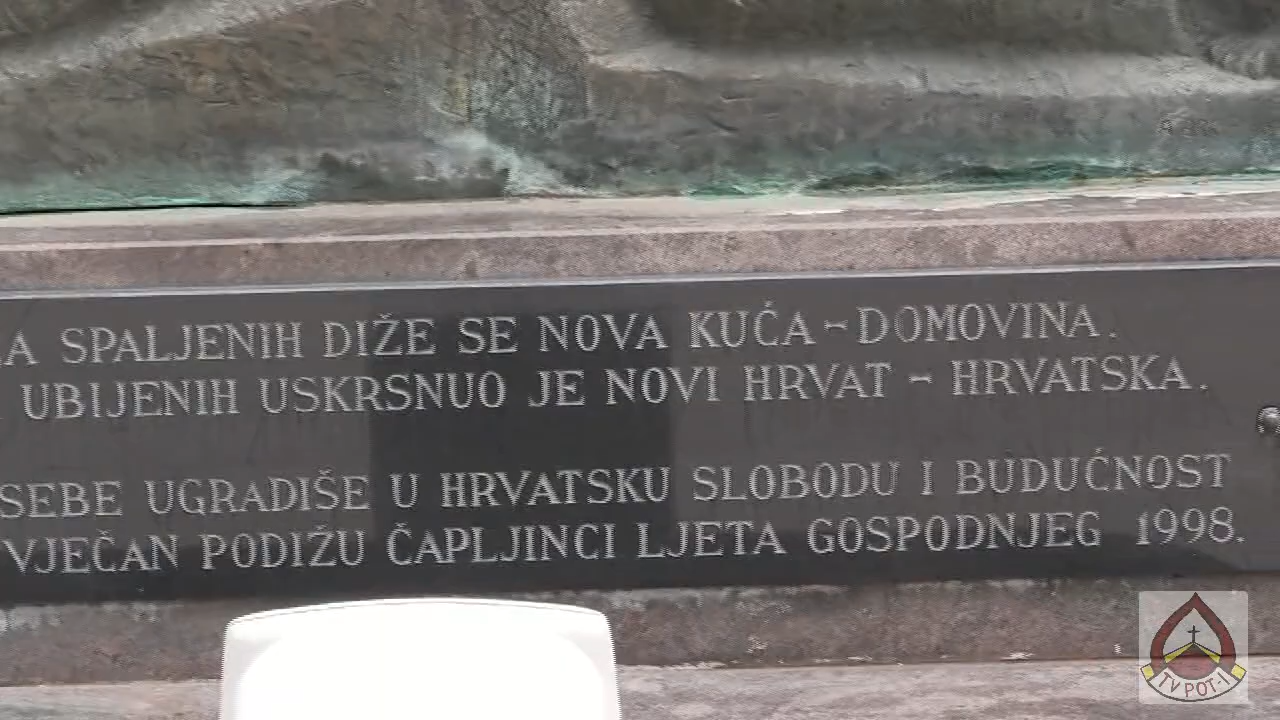 A SPALJENIH DIŽE SE NOVA KUĆA-DOMOVINA.
UBIJENIH USKRSNUO JE NOVI HRVAT - HRVATSKA.
SEBE UGRADIŠE U HRVATSKU SLOBODU I BUDUĆNOST
VJEČAN PODIŽU ČAPLJINCI LJETA GOSPODNJEG 1998.
TV POT-I